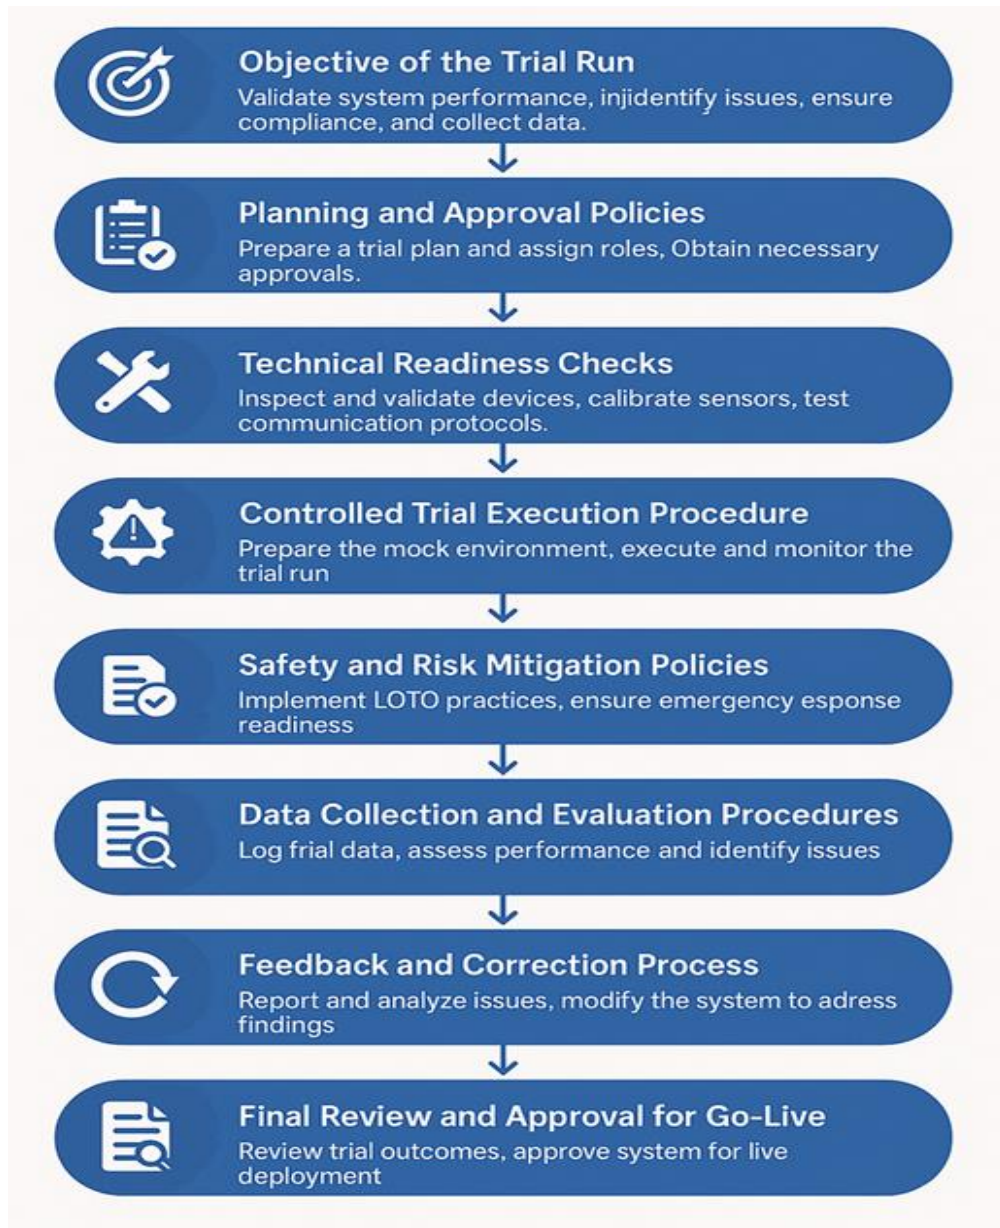 Objective of the Trial Run
Validate system performance, injidentify issues, ensure
compliance, and collect data.
Planning and Approval Policies
Prepare a trial plan and assign roles, Obtain necessary
approvals.
Technical Readiness Checks
Inspect and validate devices, calibrate sensors, test
communication protocols.
Controlled Trial Execution Procedure
Prepare the mock environment, execute and monitor the
trial run
Safety and Risk Mitigation Policies
Implement LOTO practices, ensure emergency esponse
readiness
Data Collection and Evaluation Procedures
Log frial data, assess performance and identify issues
Feedback and Correction Process
Report and analyze issues, modify the system to adress
findings
Final Review and Approval for Go-Live
Review trial outcomes, approve system for live
deployment